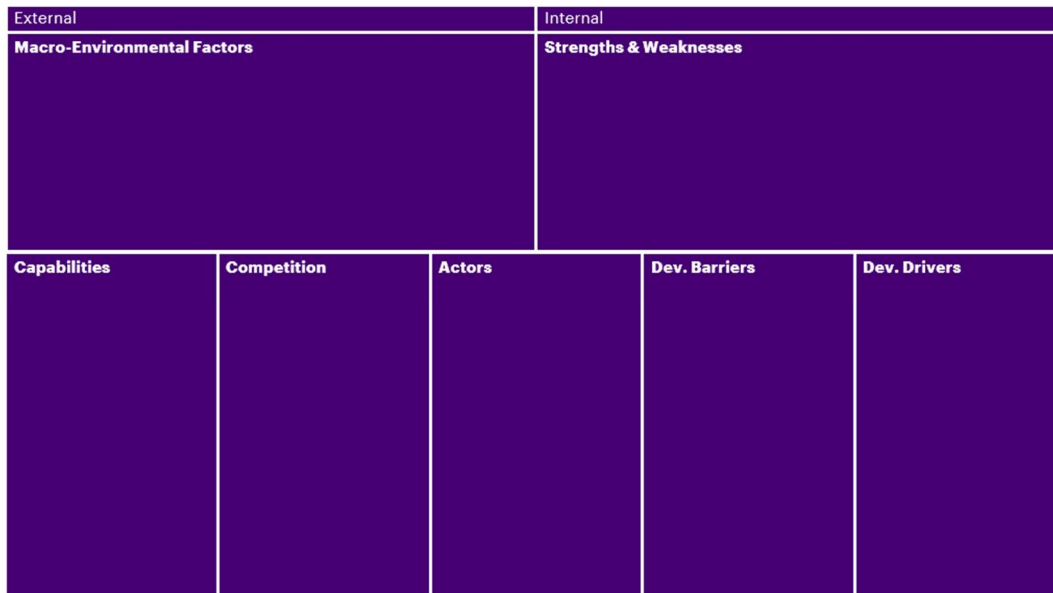 External
Internal
Macro-Environmental Factors
Strengths & Weaknesses
Capabilities
Competition
Actors
Dev. Barriers
Dev. Drivers